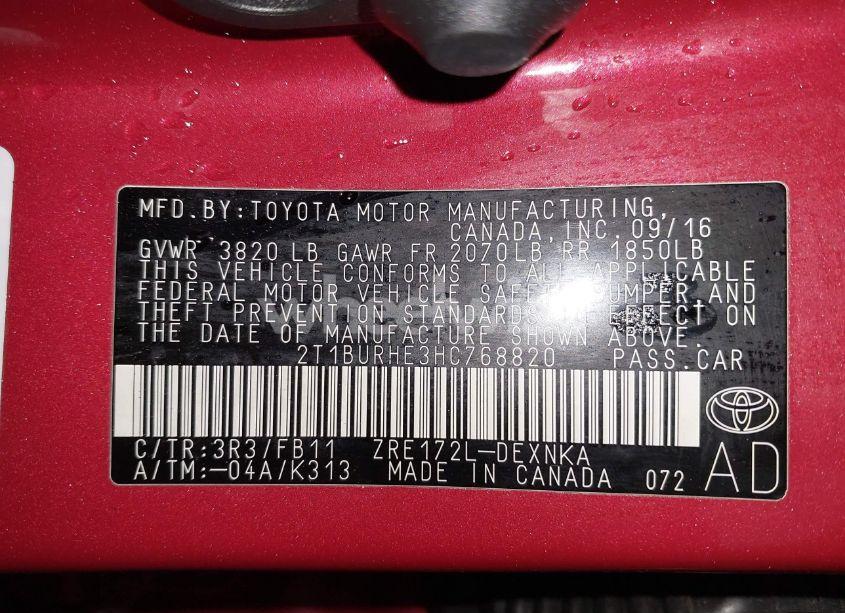 MFD.BY:TOYOTA MOTOR MANUFACTURING,
CANADA,INC. 09/16
GVWR 3820 LB GAWR FR 2070LB RR 1850LB
THIS VEHICLE CONFORMS TO ALL APPLICABLE
FEDERAL MOTOR VEHICLE SAFETY, BUMPER,AND
THEFT PREVENTION STANDARDS IN EFFECT ON
THE DATE OF MANUFACTURE SHOWN ABOVE.
2T1BURHE3HC768820 PASS.CAR
C/TR:3R3/FB11 ZRE172L-DEXNKA
A/TM:-04A/K313 MADE IN CANADA 072 AD